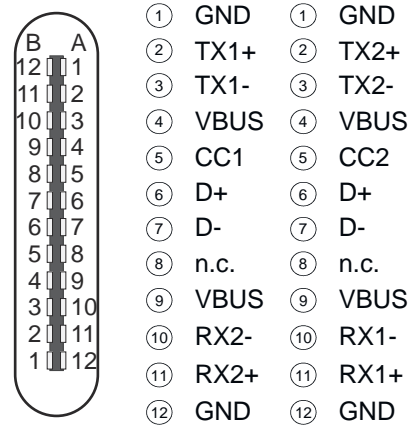 B A
12 1
11 2
10 3
9 4
8 5
7 6
6 7
5 8
4 9
3 10
2 11
1 12
1 GND 1 GND
2 TX1+ 2 TX2+
3 TX1- 3 TX2-
4 VBUS 4 VBUS
5 CC1 5 CC2
6 D+ 6 D+
7 D- 7 D-
8 n.c. 8 n.c.
9 VBUS 9 VBUS
10 RX2- 10 RX1-
11 RX2+ 11 RX1+
12 GND 12 GND